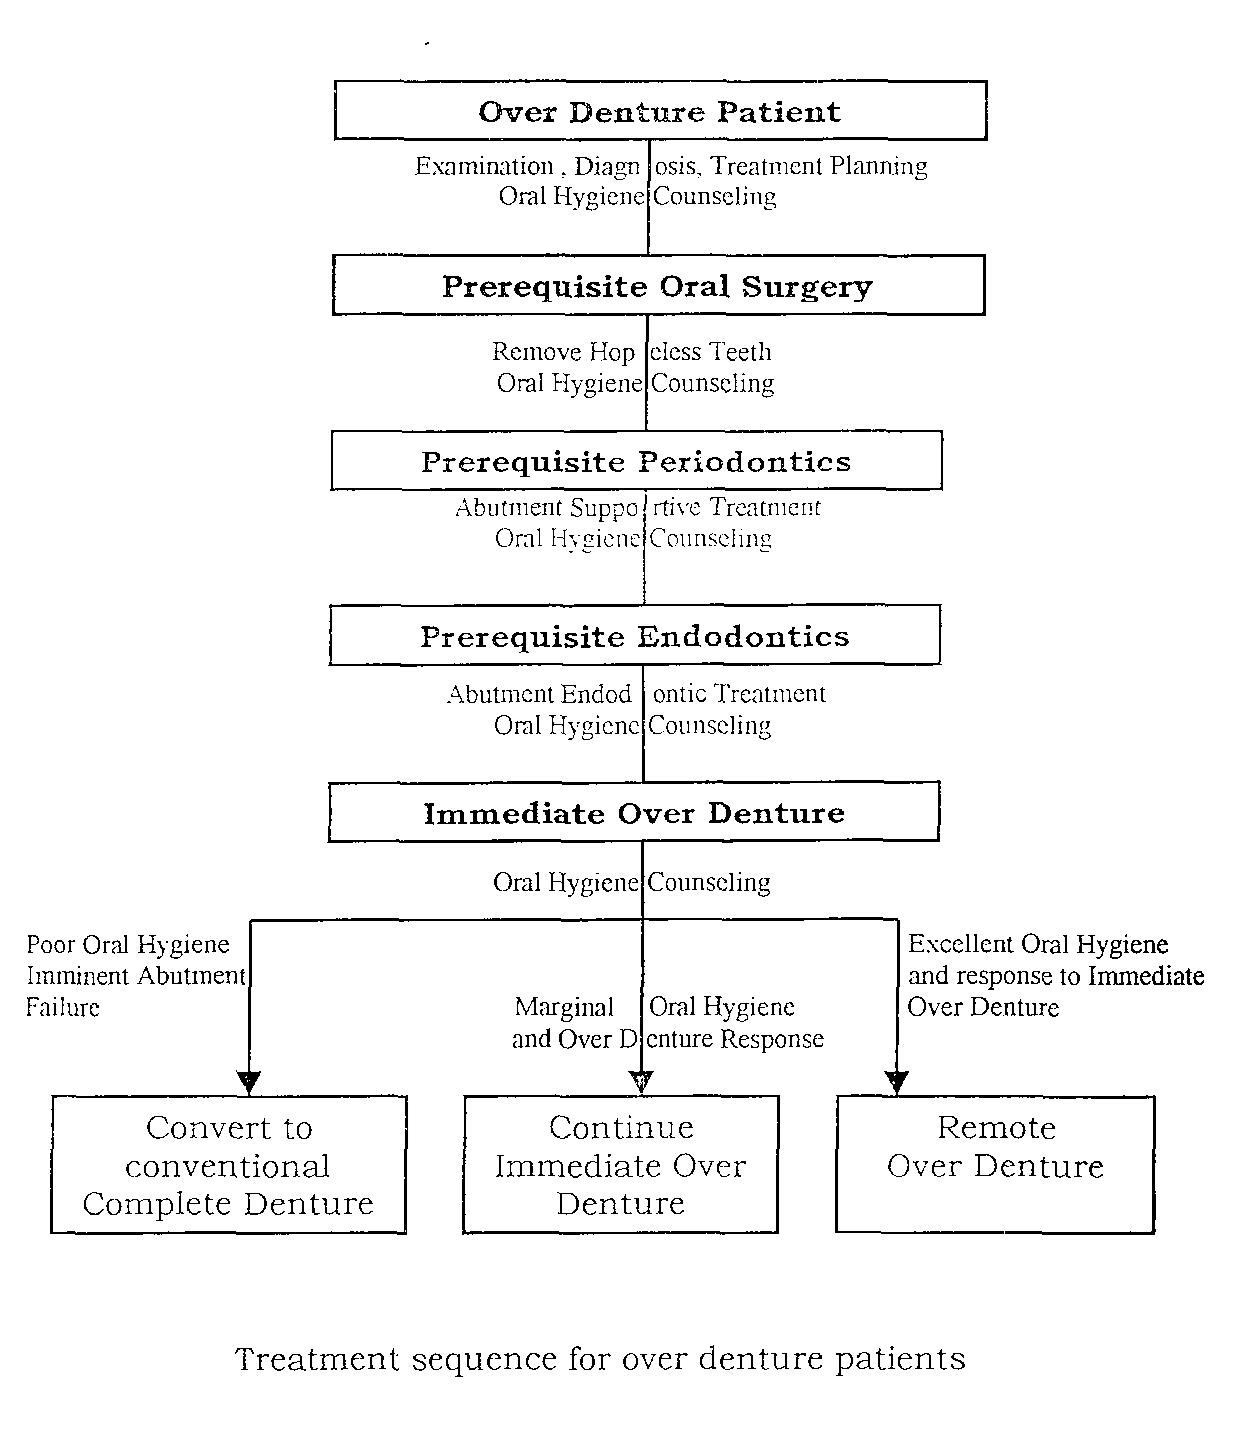 Over Denture Patient
Examination , Diagnosis, Treatment Planning
Oral Hygiene Counseling
Prerequisite Oral Surgery
Remove Hopeless Teeth
Oral Hygiene Counseling
Prerequisite Periodontics
Abutment Supportive Treatment
Oral Hygiene Counseling
Prerequisite Endodontics
Abutment Endodontic Treatment
Oral Hygiene Counseling
Immediate Over Denture
Oral Hygiene Counseling
Poor Oral Hygiene
Imminent Abutment
Failure
Marginal Oral Hygiene
and Over Denture Response
Excellent Oral Hygiene
and response to Immediate
Over Denture
Convert to
conventional
Complete Denture
Continue
Immediate Over
Denture
Remote
Over Denture
Treatment sequence for over denture patients